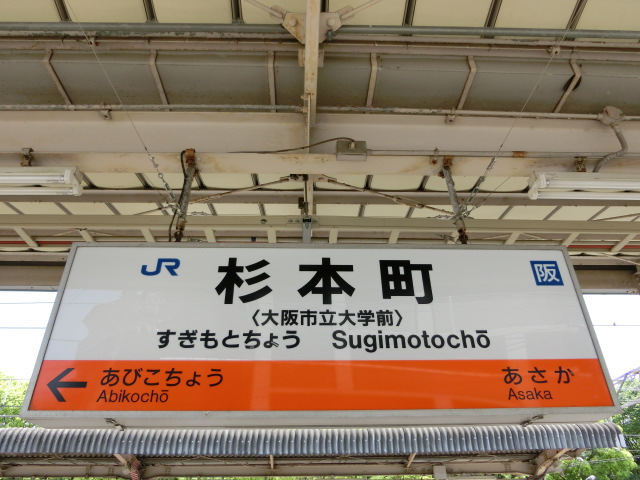 JR 杉本町 阪
〈大阪市立大学前〉
すぎもとちょう Sugimotochō
← あびこちょう あさか
Abikochō Asaka